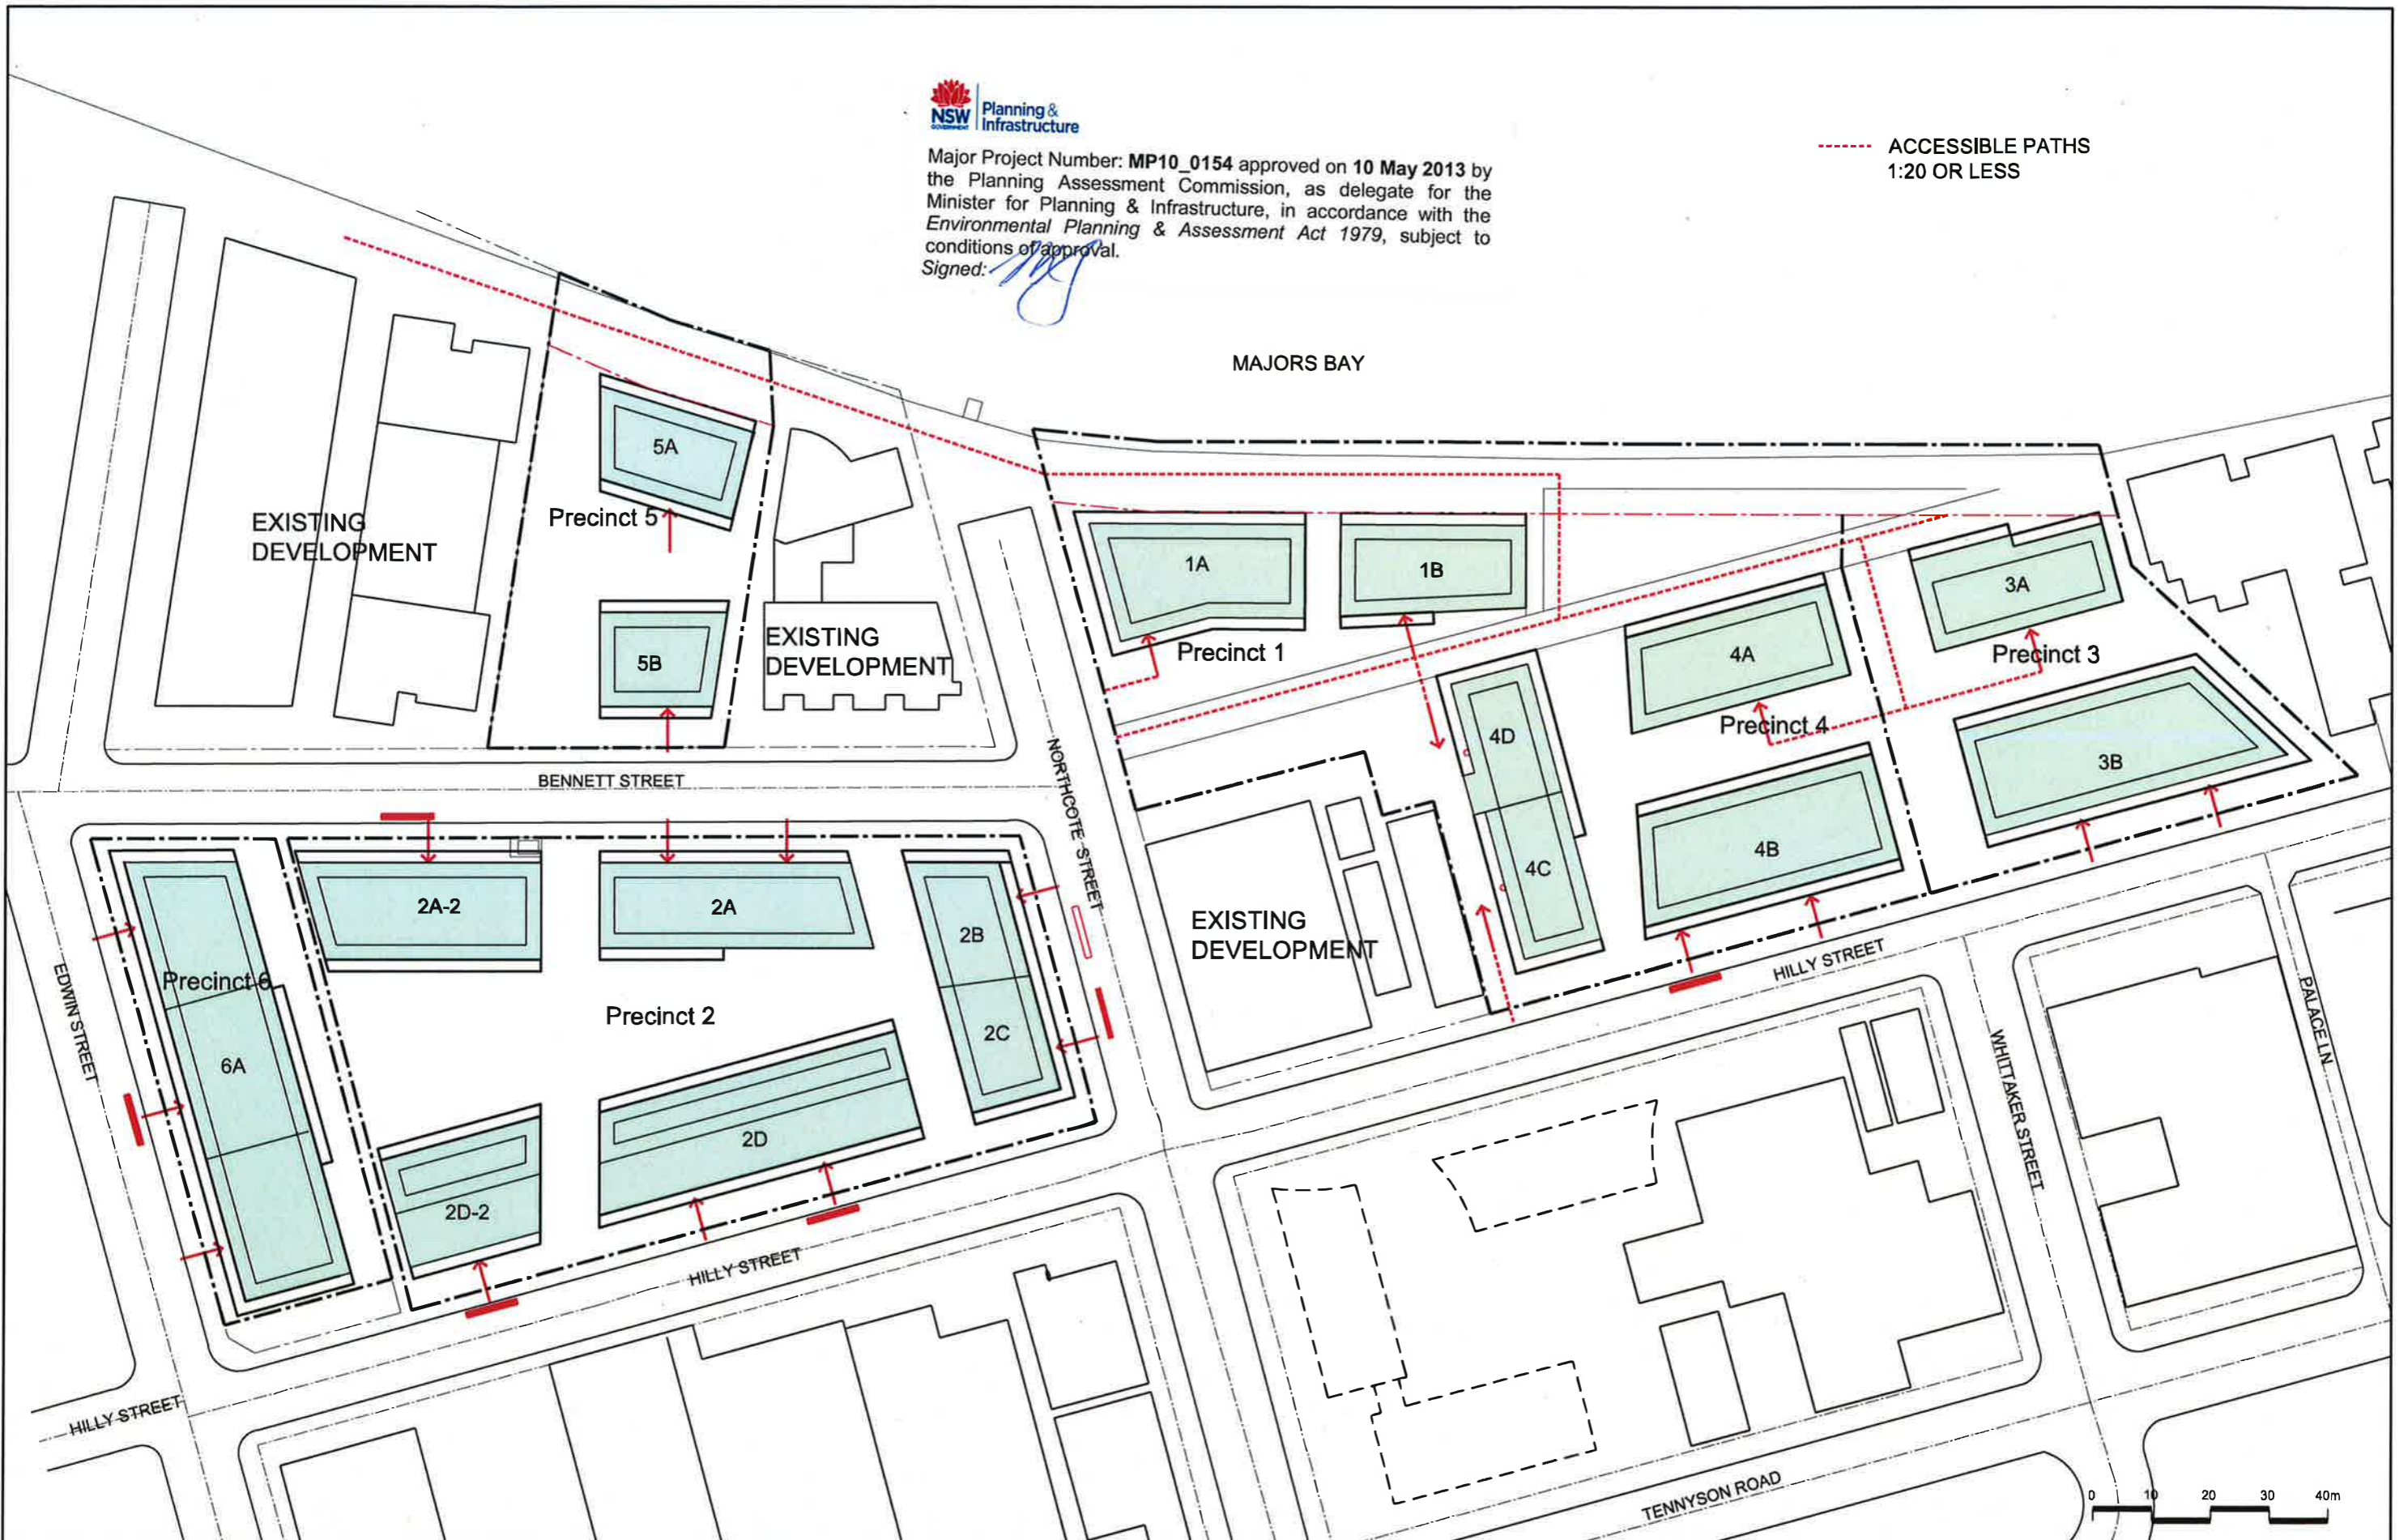 NSW
GOVERNMENT
Planning &
Infrastructure
Major Project Number: MP10_0154 approved on 10 May 2013 by
the Planning Assessment Commission, as delegate for the
Minister for Planning & Infrastructure, in accordance with the
Environmental Planning & Assessment Act 1979, subject to
conditions of approval.
Signed:
ACCESSIBLE PATHS
1:20 OR LESS
MAJORS BAY
5A
EXISTING
DEVELOPMENT
Precinct 5
1A
1B
3A
5B
EXISTING
DEVELOPMENT
Precinct 1
4A
Precinct 3
4D
Precinct 4
3B
BENNETT STREET
NORTHCOTE STREET
4B
4C
2A-2
2A
2B
EXISTING
DEVELOPMENT
HILLY STREET
Precinct 6
EDWIN STREET
Precinct 2
2C
PALACE LN
6A
WHITTAKER STREET
2D
2D-2
HILLY STREET
HILLY STREET
TENNYSON ROAD
0 10 20 30 40m